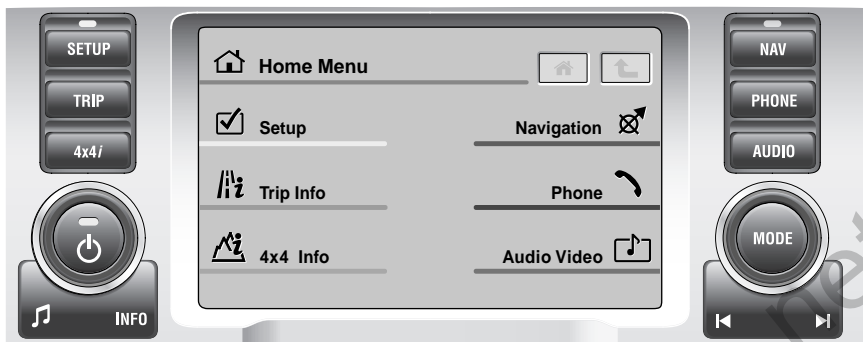 SETUP
TRIP
4x4i
Home Menu
Setup
Trip Info
4x4 Info
Navigation
Phone
Audio Video
NAV
PHONE
AUDIO
MODE
INFO
net